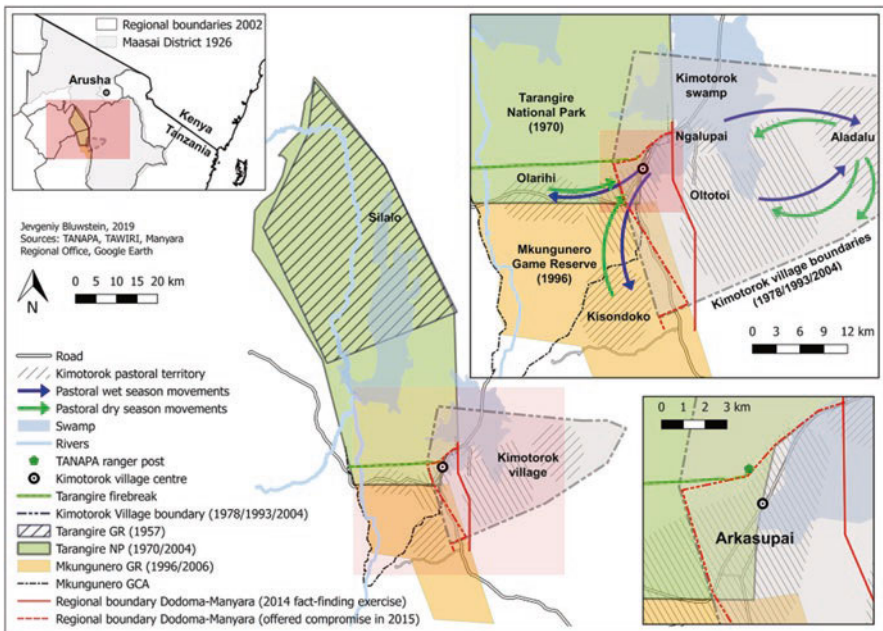 Regional boundaries 2002
Maasai District 1926
Arusha
Kenya
Tanzania
Jevgeniy Bluwstein, 2019
Sources: TANAPA, TAWIRI, Manyara
Regional Office, Google Earth
N
0 5 10 15 20 km
Road
Kimotorok pastoral territory
Pastoral wet season movements
Pastoral dry season movements
Swamp
Rivers
TANAPA ranger post
Kimotorok village centre
Tarangire firebreak
Kimotorok Village boundary (1978/1993/2004)
Tarangire GR (1957)
Tarangire NP (1970/2004)
Mkungunero GR (1996/2006)
Mkungunero GCA
Regional boundary Dodoma-Manyara (2014 fact-finding exercise)
Regional boundary Dodoma-Manyara (offered compromise in 2015)
Silalo
Kimotorok
village
Tarangire
National Park
(1970)
Kimotorok
swamp
Ngalupai
Aladalu
Olarihi
Oltotoi
Mkungunero
Game Reserve
(1996)
Kisondoko
Kimotorok village boundaries
(1978/1993/2004)
0 3 6 9 12 km
0 1 2 3 km
Arkasupai